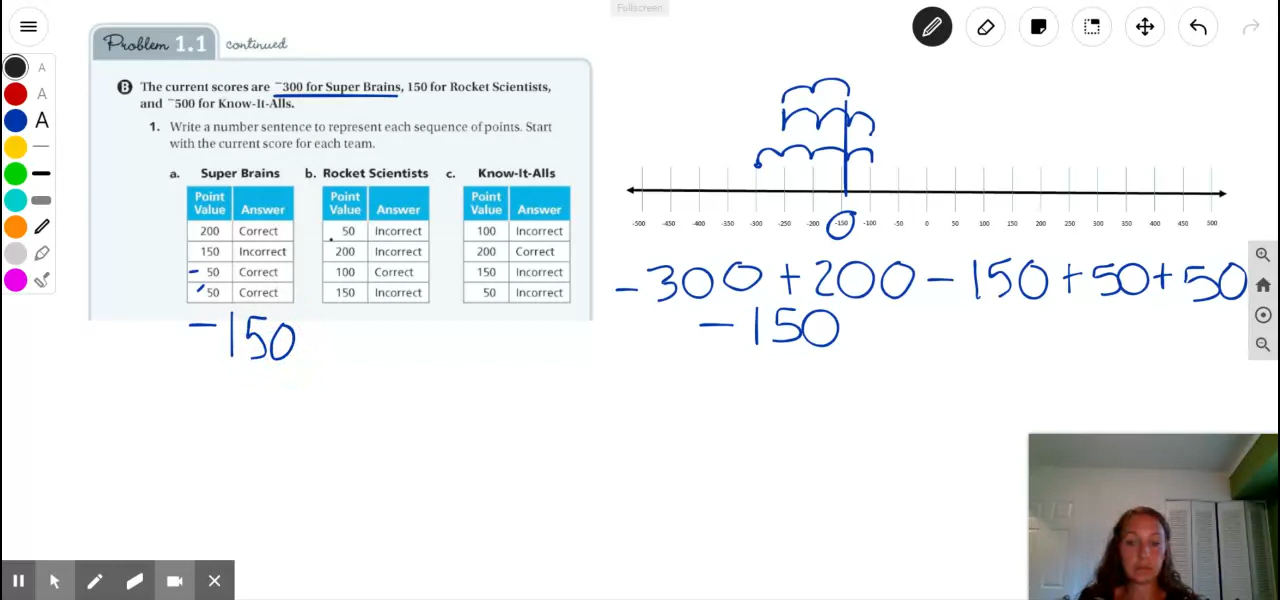 Fullscreen
Problem 1.1 continued
B The current scores are ⁻300 for Super Brains, 150 for Rocket Scientists,
and ⁻500 for Know-It-Alls.
1. Write a number sentence to represent each sequence of points. Start
with the current score for each team.
a. Super Brains b. Rocket Scientists c. Know-It-Alls
Point Value Answer Point Value Answer Point Value Answer
200 Correct 50 Incorrect 100 Incorrect
150 Incorrect 200 Incorrect 200 Correct
50 Correct 100 Correct 150 Incorrect
50 Correct 150 Incorrect 50 Incorrect
-150
-500 -450 -400 -350 -300 -250 -200 -150 -100 -50 0 50 100 150 200 250 300 350 400 450 500
-300 + 200 - 150 + 50 + 50
-150
A
A
A